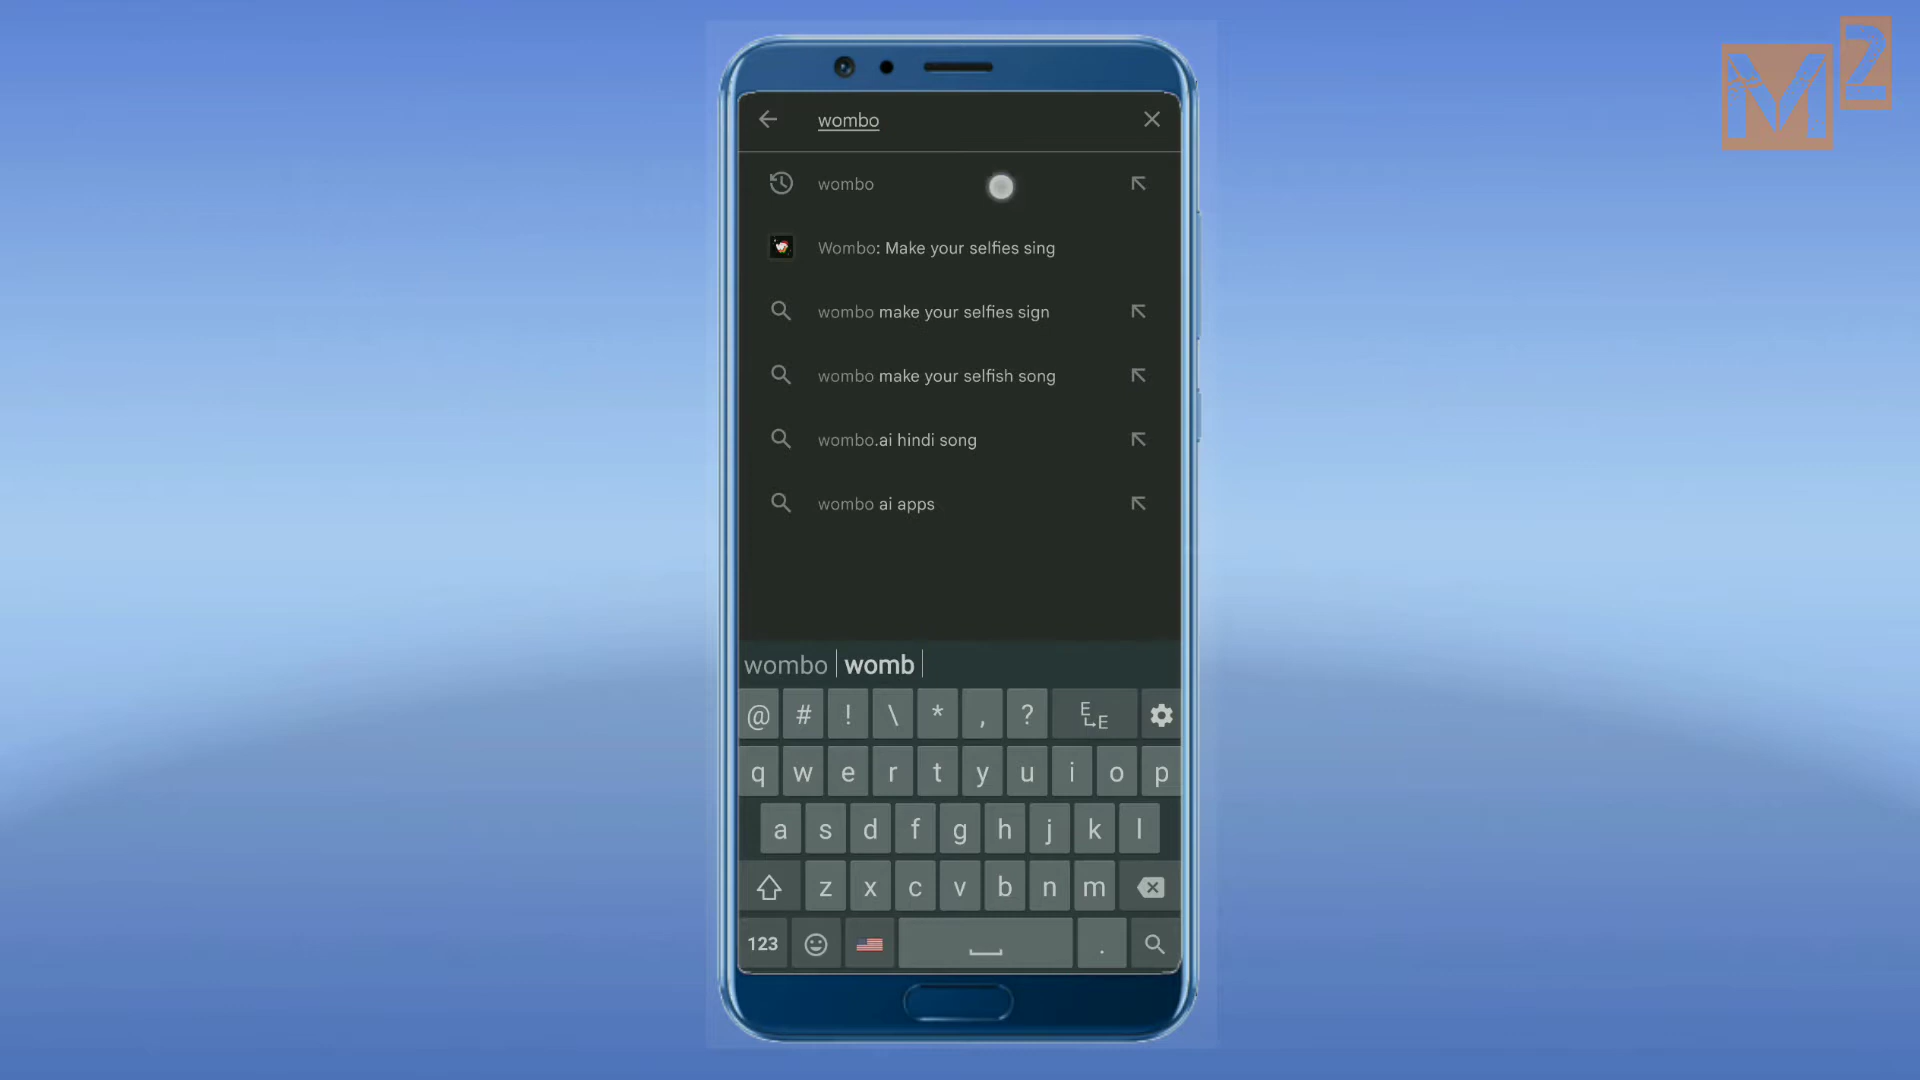 M2
wombo
wombo
Wombo: Make your selfies sing
wombo make your selfies sign
wombo make your selfish song
wombo.ai hindi song
wombo ai apps
wombo womb
@ # ! \ * , ? E E
q w e r t y u i o p
a s d f g h j k l
z x c v b n m
123 .